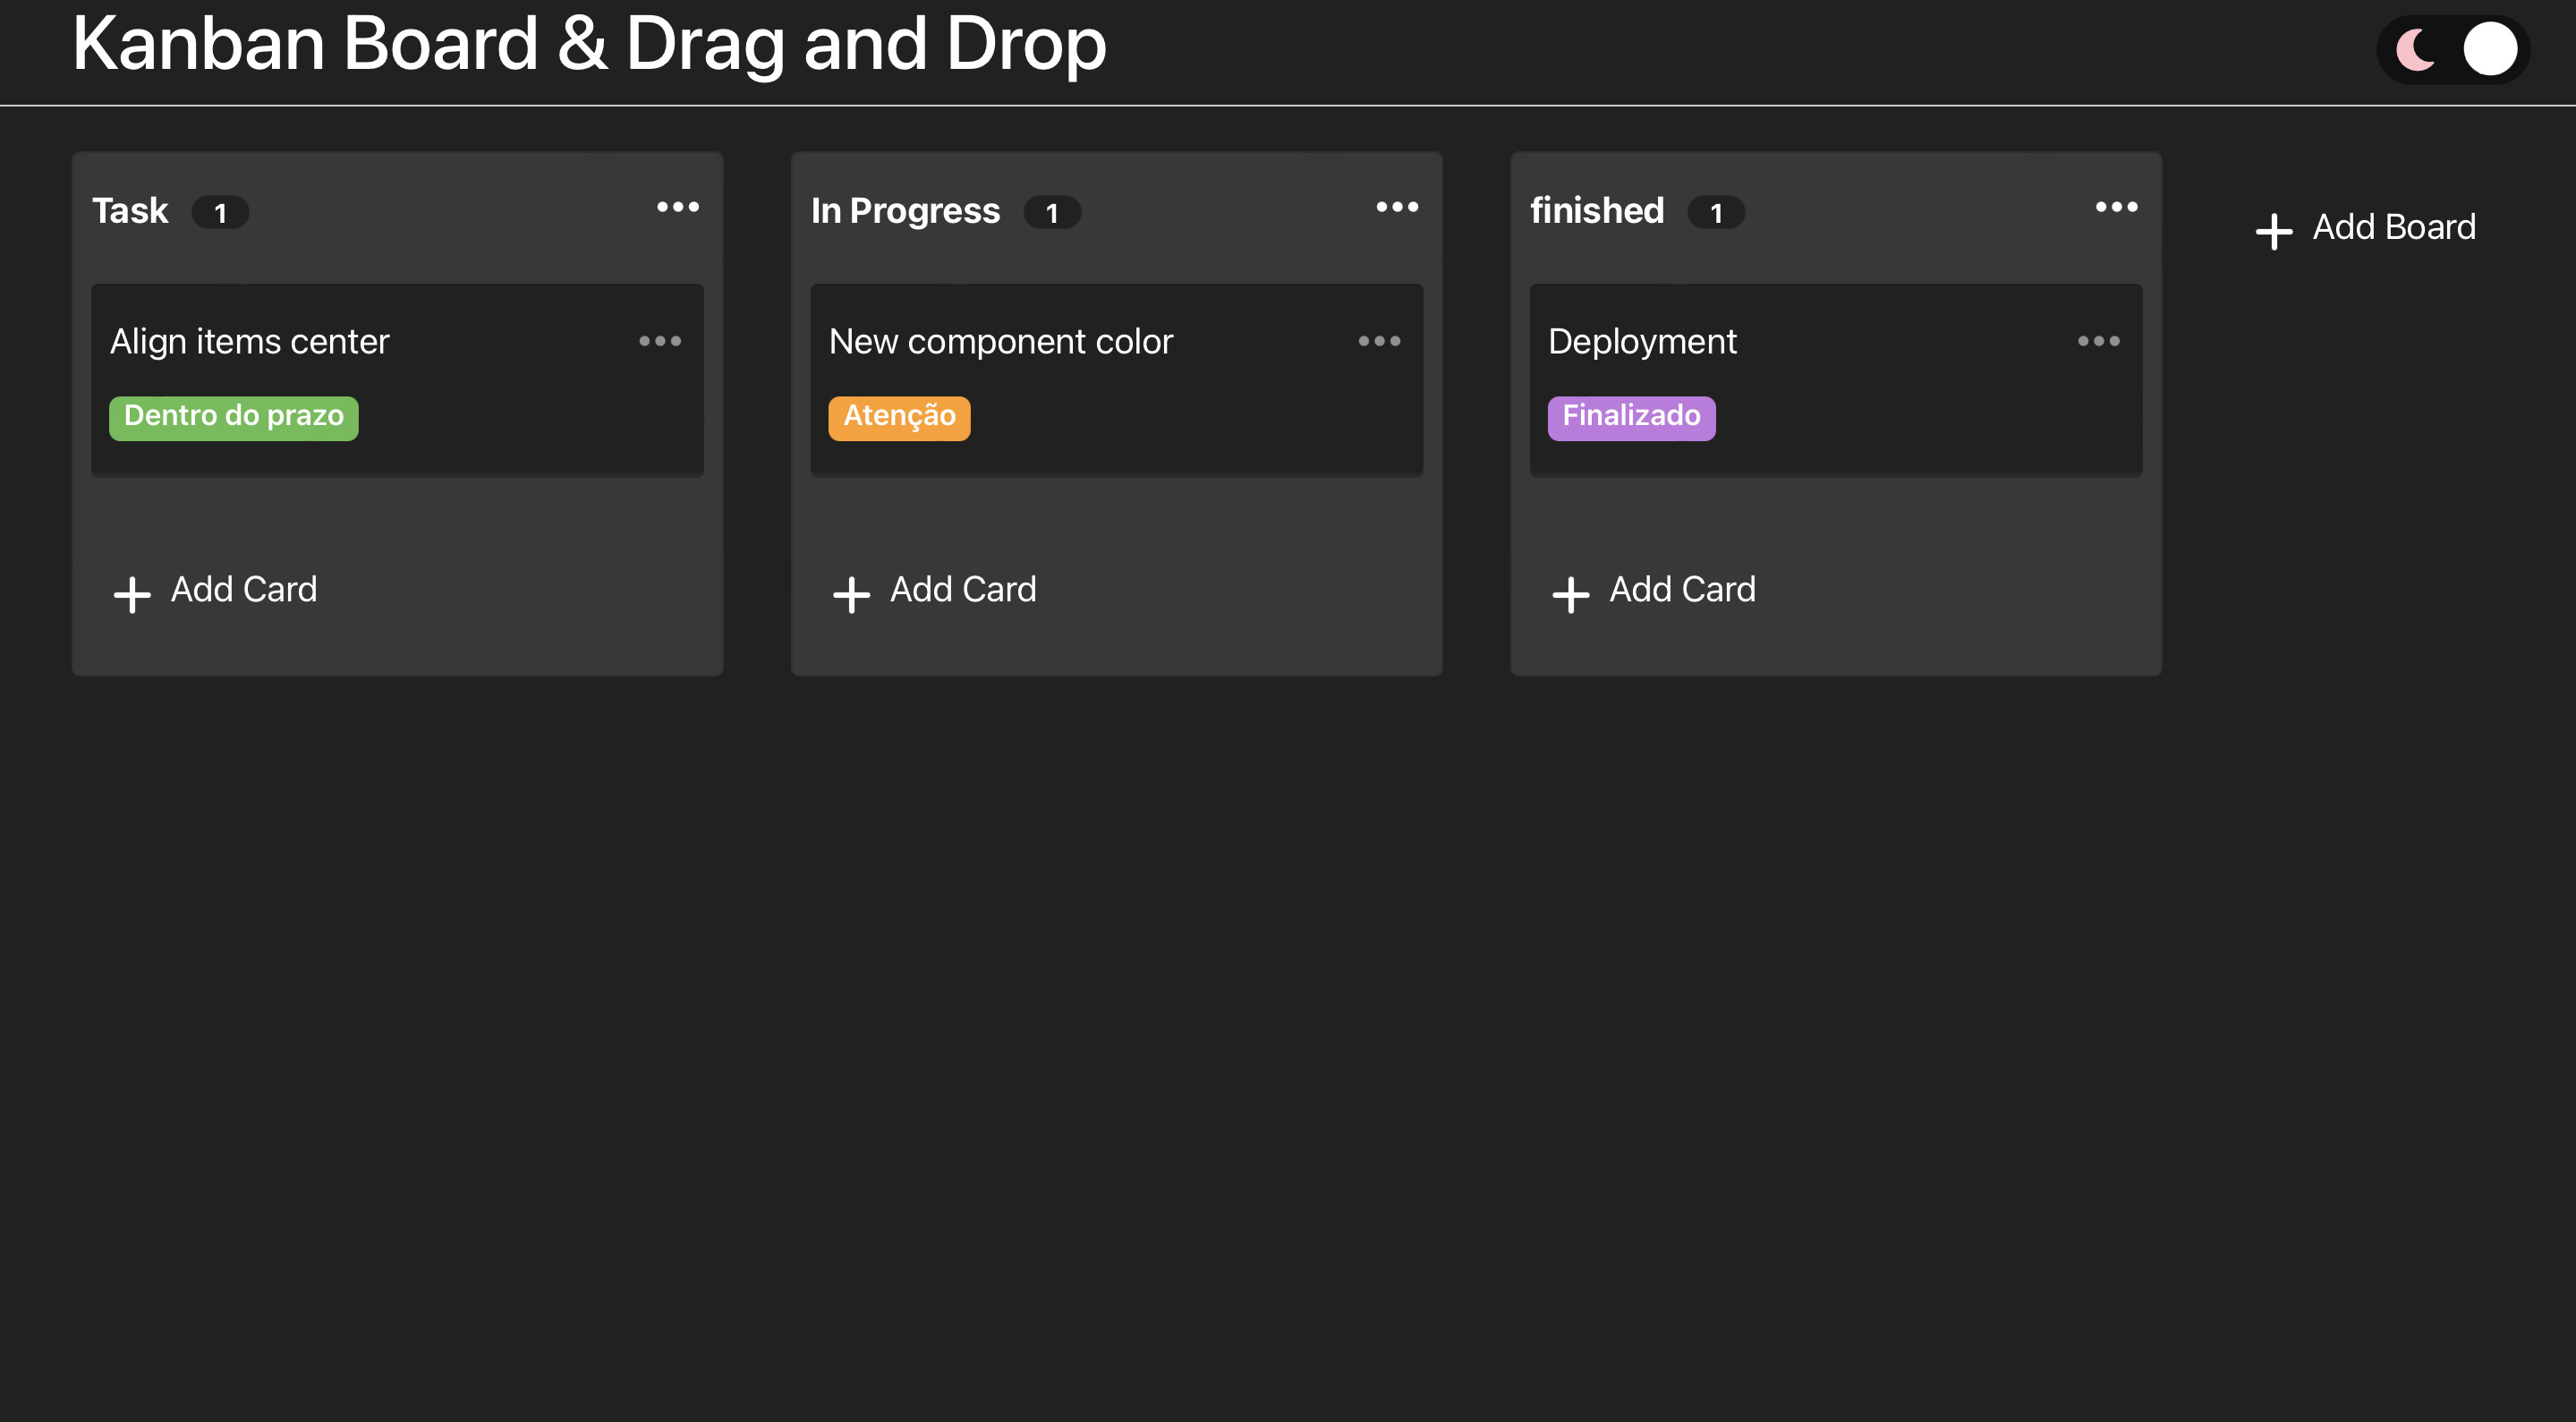 Kanban Board & Drag and Drop
Task 1
Align items center
Dentro do prazo
Add Card
In Progress 1
New component color
Atenção
Add Card
finished 1
Deployment
Finalizado
Add Card
Add Board